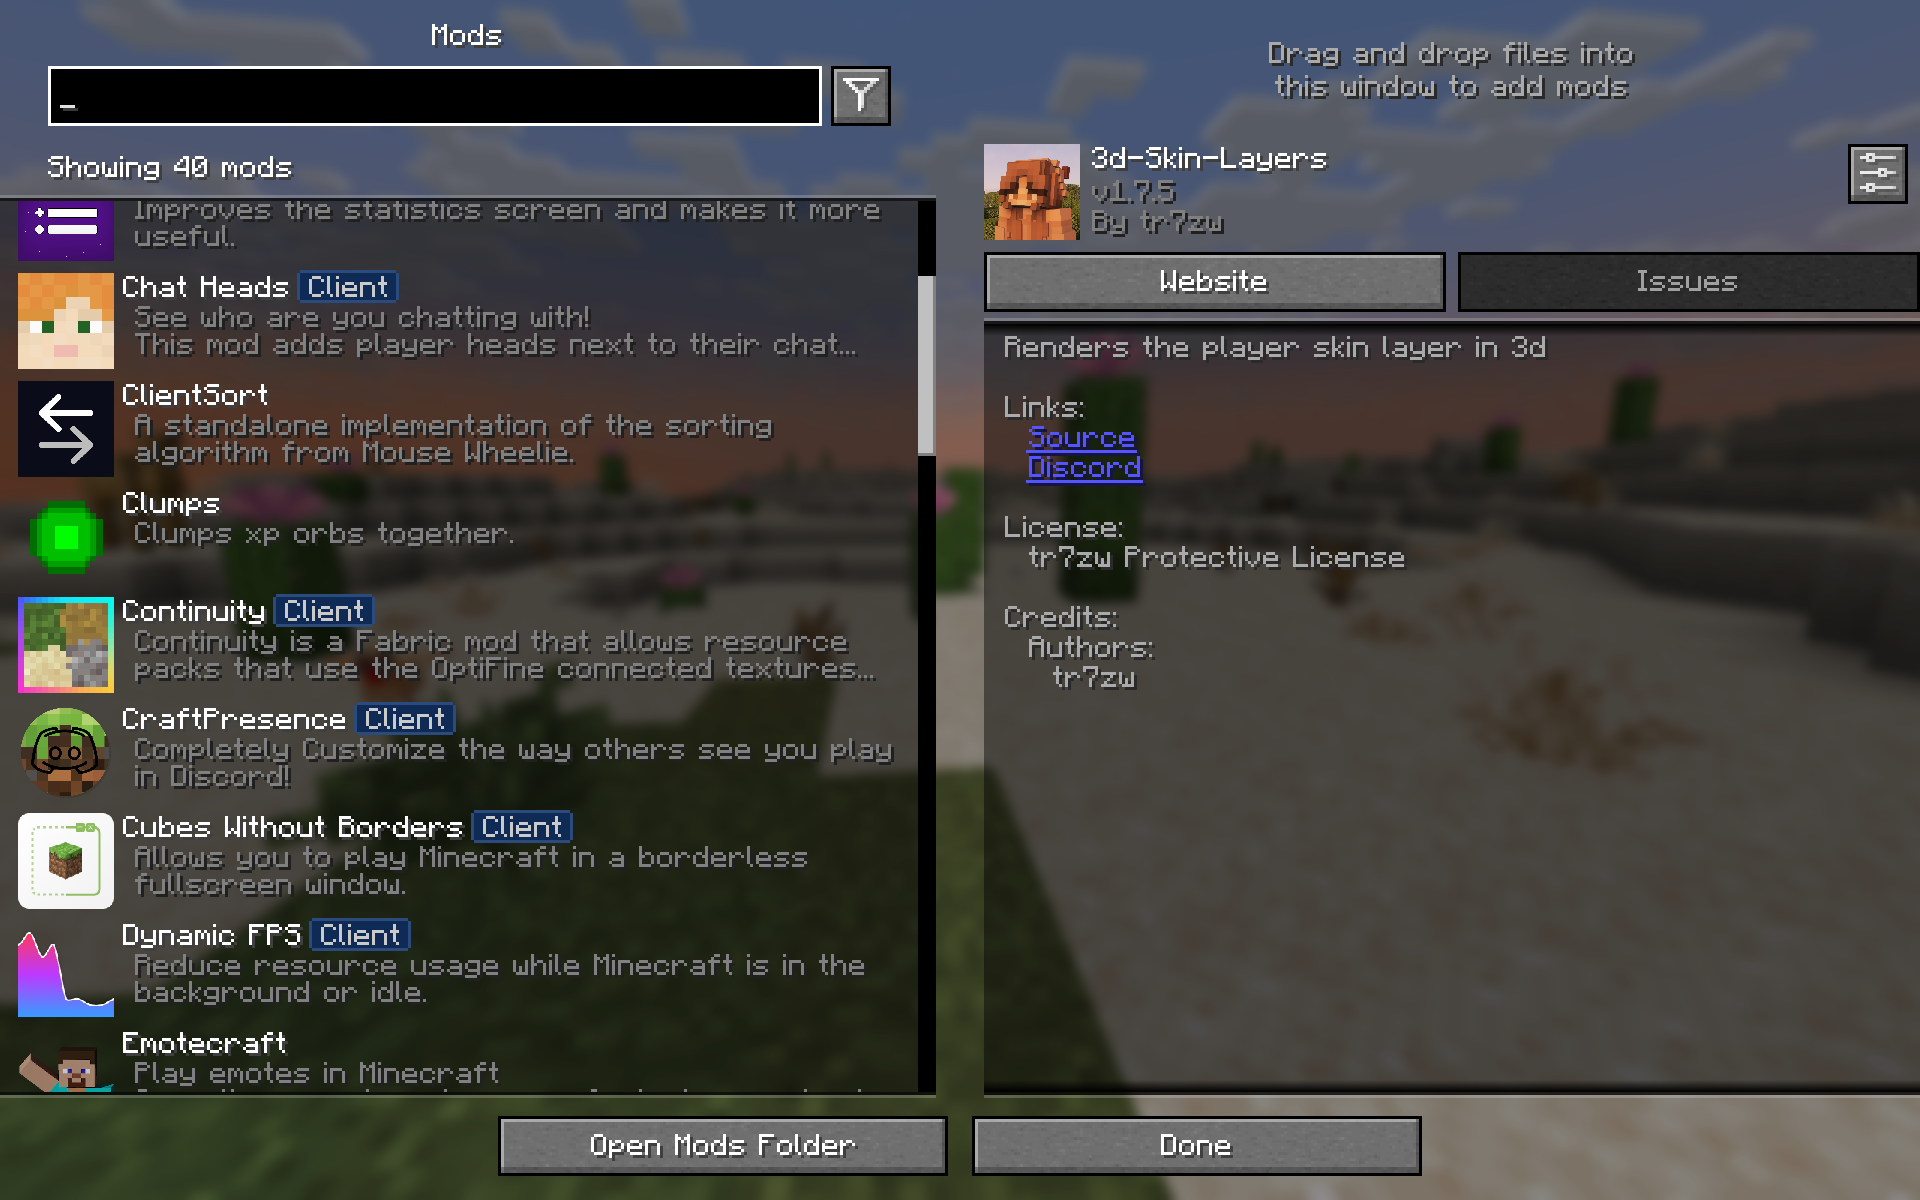 Mods
_
Showing 40 mods
Improves the statistics screen and makes it more
useful.
Chat Heads Client
See who are you chatting with!
This mod adds player heads next to their chat...
ClientSort
A standalone implementation of the sorting
algorithm from Mouse Wheelie.
Clumps
Clumps xp orbs together.
Continuity Client
Continuity is a Fabric mod that allows resource
packs that use the OptiFine connected textures...
CraftPresence Client
Completely Customize the way others see you play
in Discord!
Cubes Without Borders Client
Allows you to play Minecraft in a borderless
fullscreen window.
Dynamic FPS Client
Reduce resource usage while Minecraft is in the
background or idle.
Emotecraft
Play emotes in Minecraft
Drag and drop files into
this window to add mods
3d-Skin-Layers
v1.7.5
By tr7zw
Website
Issues
Renders the player skin layer in 3d
Links:
Source
Discord
License:
tr7zw Protective License
Credits:
Authors:
tr7zw
Open Mods Folder
Done